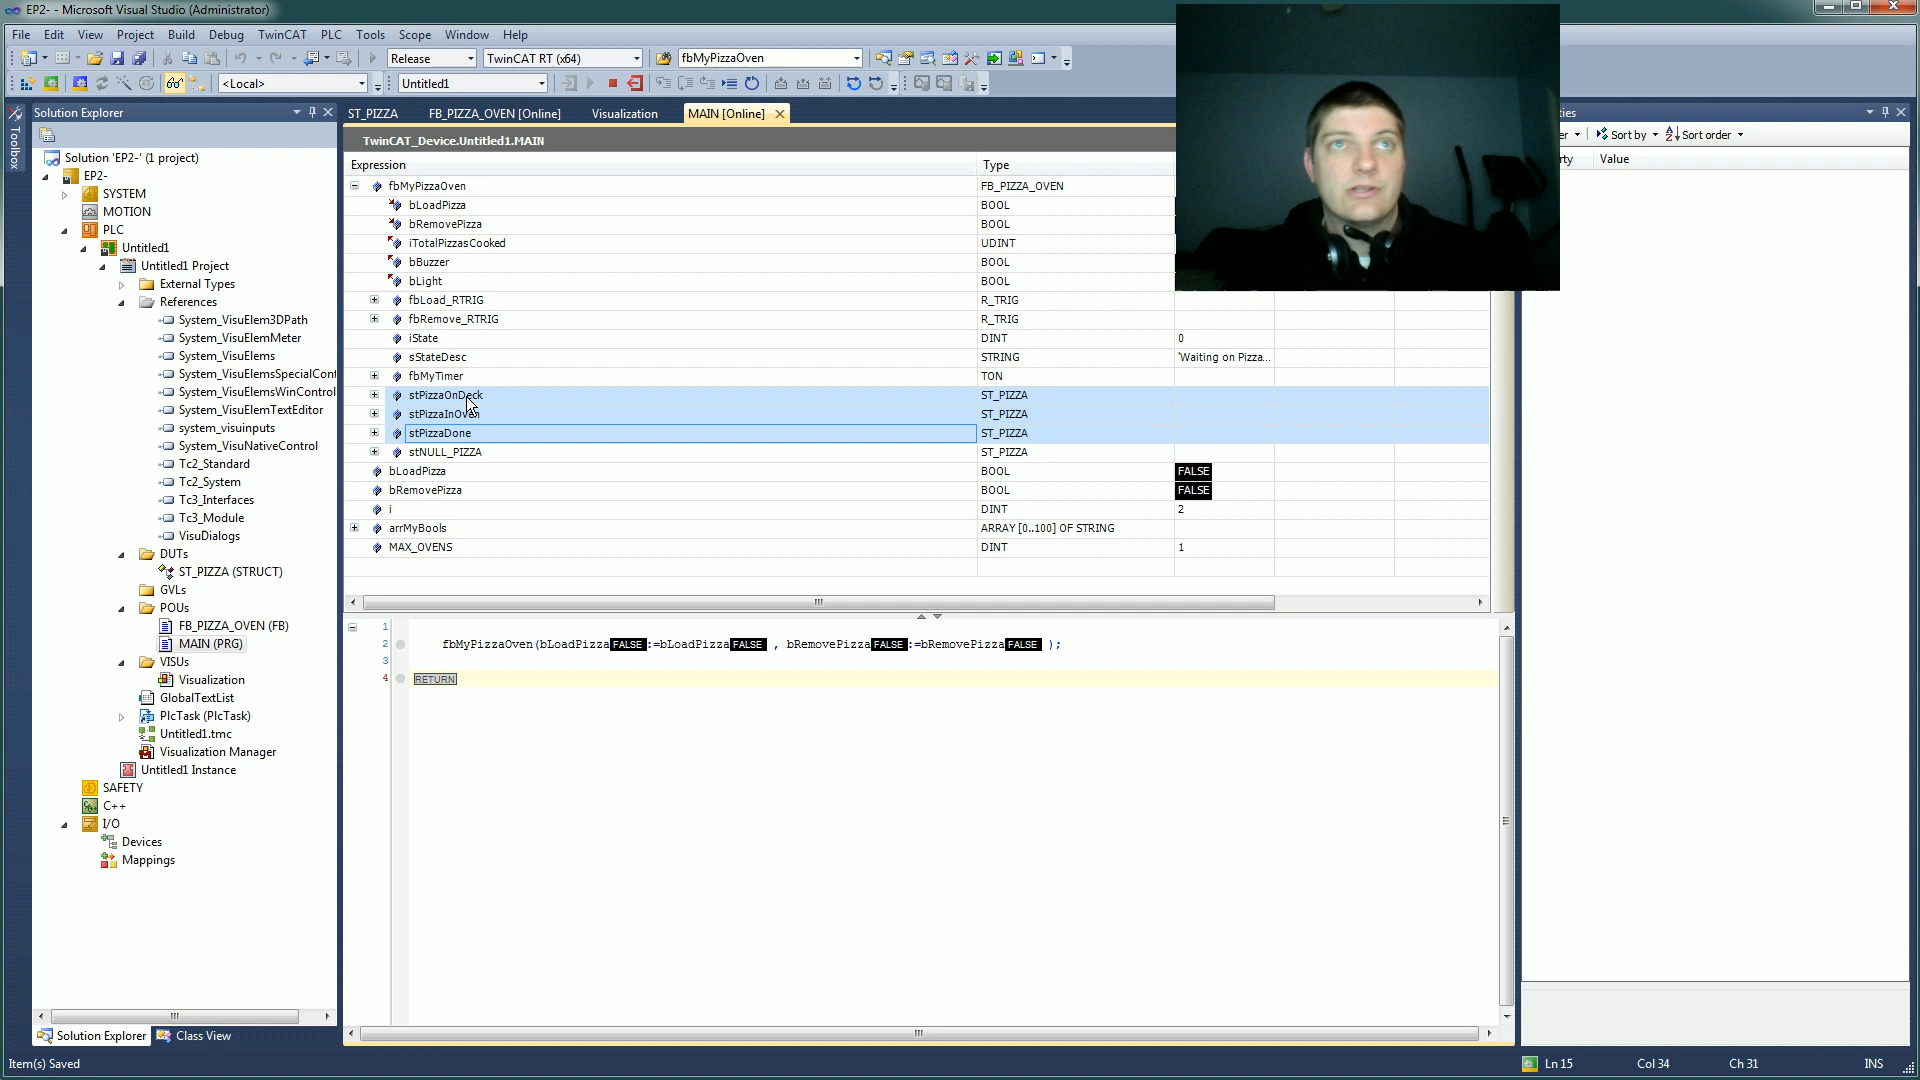 EP2- - Microsoft Visual Studio (Administrator)
File Edit View Project Build Debug TwinCAT PLC Tools Scope Window Help
Release TwinCAT RT (x64) fbMyPizzaOven
<Local> Untitled1
Toolbox
Solution Explorer
Solution 'EP2-' (1 project)
EP2-
SYSTEM
MOTION
PLC
Untitled1
Untitled1 Project
External Types
References
System_VisuElem3DPath
System_VisuElemMeter
System_VisuElems
System_VisuElemsSpecialCont
System_VisuElemsWinControl
System_VisuElemTextEditor
system_visuinputs
System_VisuNativeControl
Tc2_Standard
Tc2_System
Tc3_Interfaces
Tc3_Module
VisuDialogs
DUTs
ST_PIZZA (STRUCT)
GVLs
POUs
FB_PIZZA_OVEN (FB)
MAIN (PRG)
VISUs
Visualization
GlobalTextList
PlcTask (PlcTask)
Untitled1.tmc
Visualization Manager
Untitled1 Instance
SAFETY
C++
I/O
Devices
Mappings
Solution Explorer Class View
ST_PIZZA FB_PIZZA_OVEN [Online] Visualization MAIN [Online]
TwinCAT_Device.Untitled1.MAIN
Expression Type
fbMyPizzaOven FB_PIZZA_OVEN
bLoadPizza BOOL
bRemovePizza BOOL
iTotalPizzasCooked UDINT
bBuzzer BOOL
bLight BOOL
fbLoad_RTRIG R_TRIG
fbRemove_RTRIG R_TRIG
iState DINT 0
sStateDesc STRING 'Waiting on Pizza...
fbMyTimer TON
stPizzaOnDeck ST_PIZZA
stPizzaInOven ST_PIZZA
stPizzaDone ST_PIZZA
stNULL_PIZZA ST_PIZZA
bLoadPizza BOOL FALSE
bRemovePizza BOOL FALSE
i DINT 2
arrMyBools ARRAY [0..100] OF STRING
MAX_OVENS DINT 1
1
2 fbMyPizzaOven(bLoadPizza FALSE :=bLoadPizza FALSE , bRemovePizza FALSE :=bRemovePizza FALSE );
3
4 RETURN
ties
er Sort by Sort order
rty Value
Item(s) Saved Ln 15 Col 34 Ch 31 INS